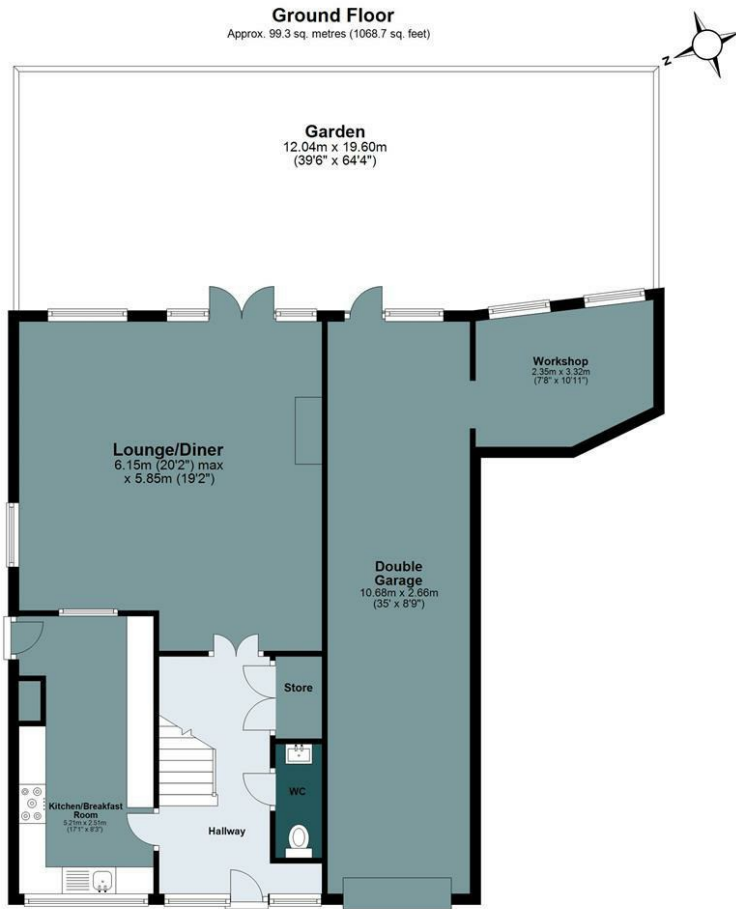 Ground Floor
Approx. 99.3 sq. metres (1068.7 sq. feet)
N
Garden
12.04m x 19.60m
(39'6" x 64'4")
Workshop
2.35m x 3.32m
(7'8" x 10'11")
Lounge/Diner
6.15m (20'2") max
x 5.85m (19'2")
Double
Garage
10.68m x 2.66m
(35' x 8'9")
Store
WC
Kitchen/Breakfast
Room
5.21m x 2.51m
(17'1" x 8'3")
Hallway